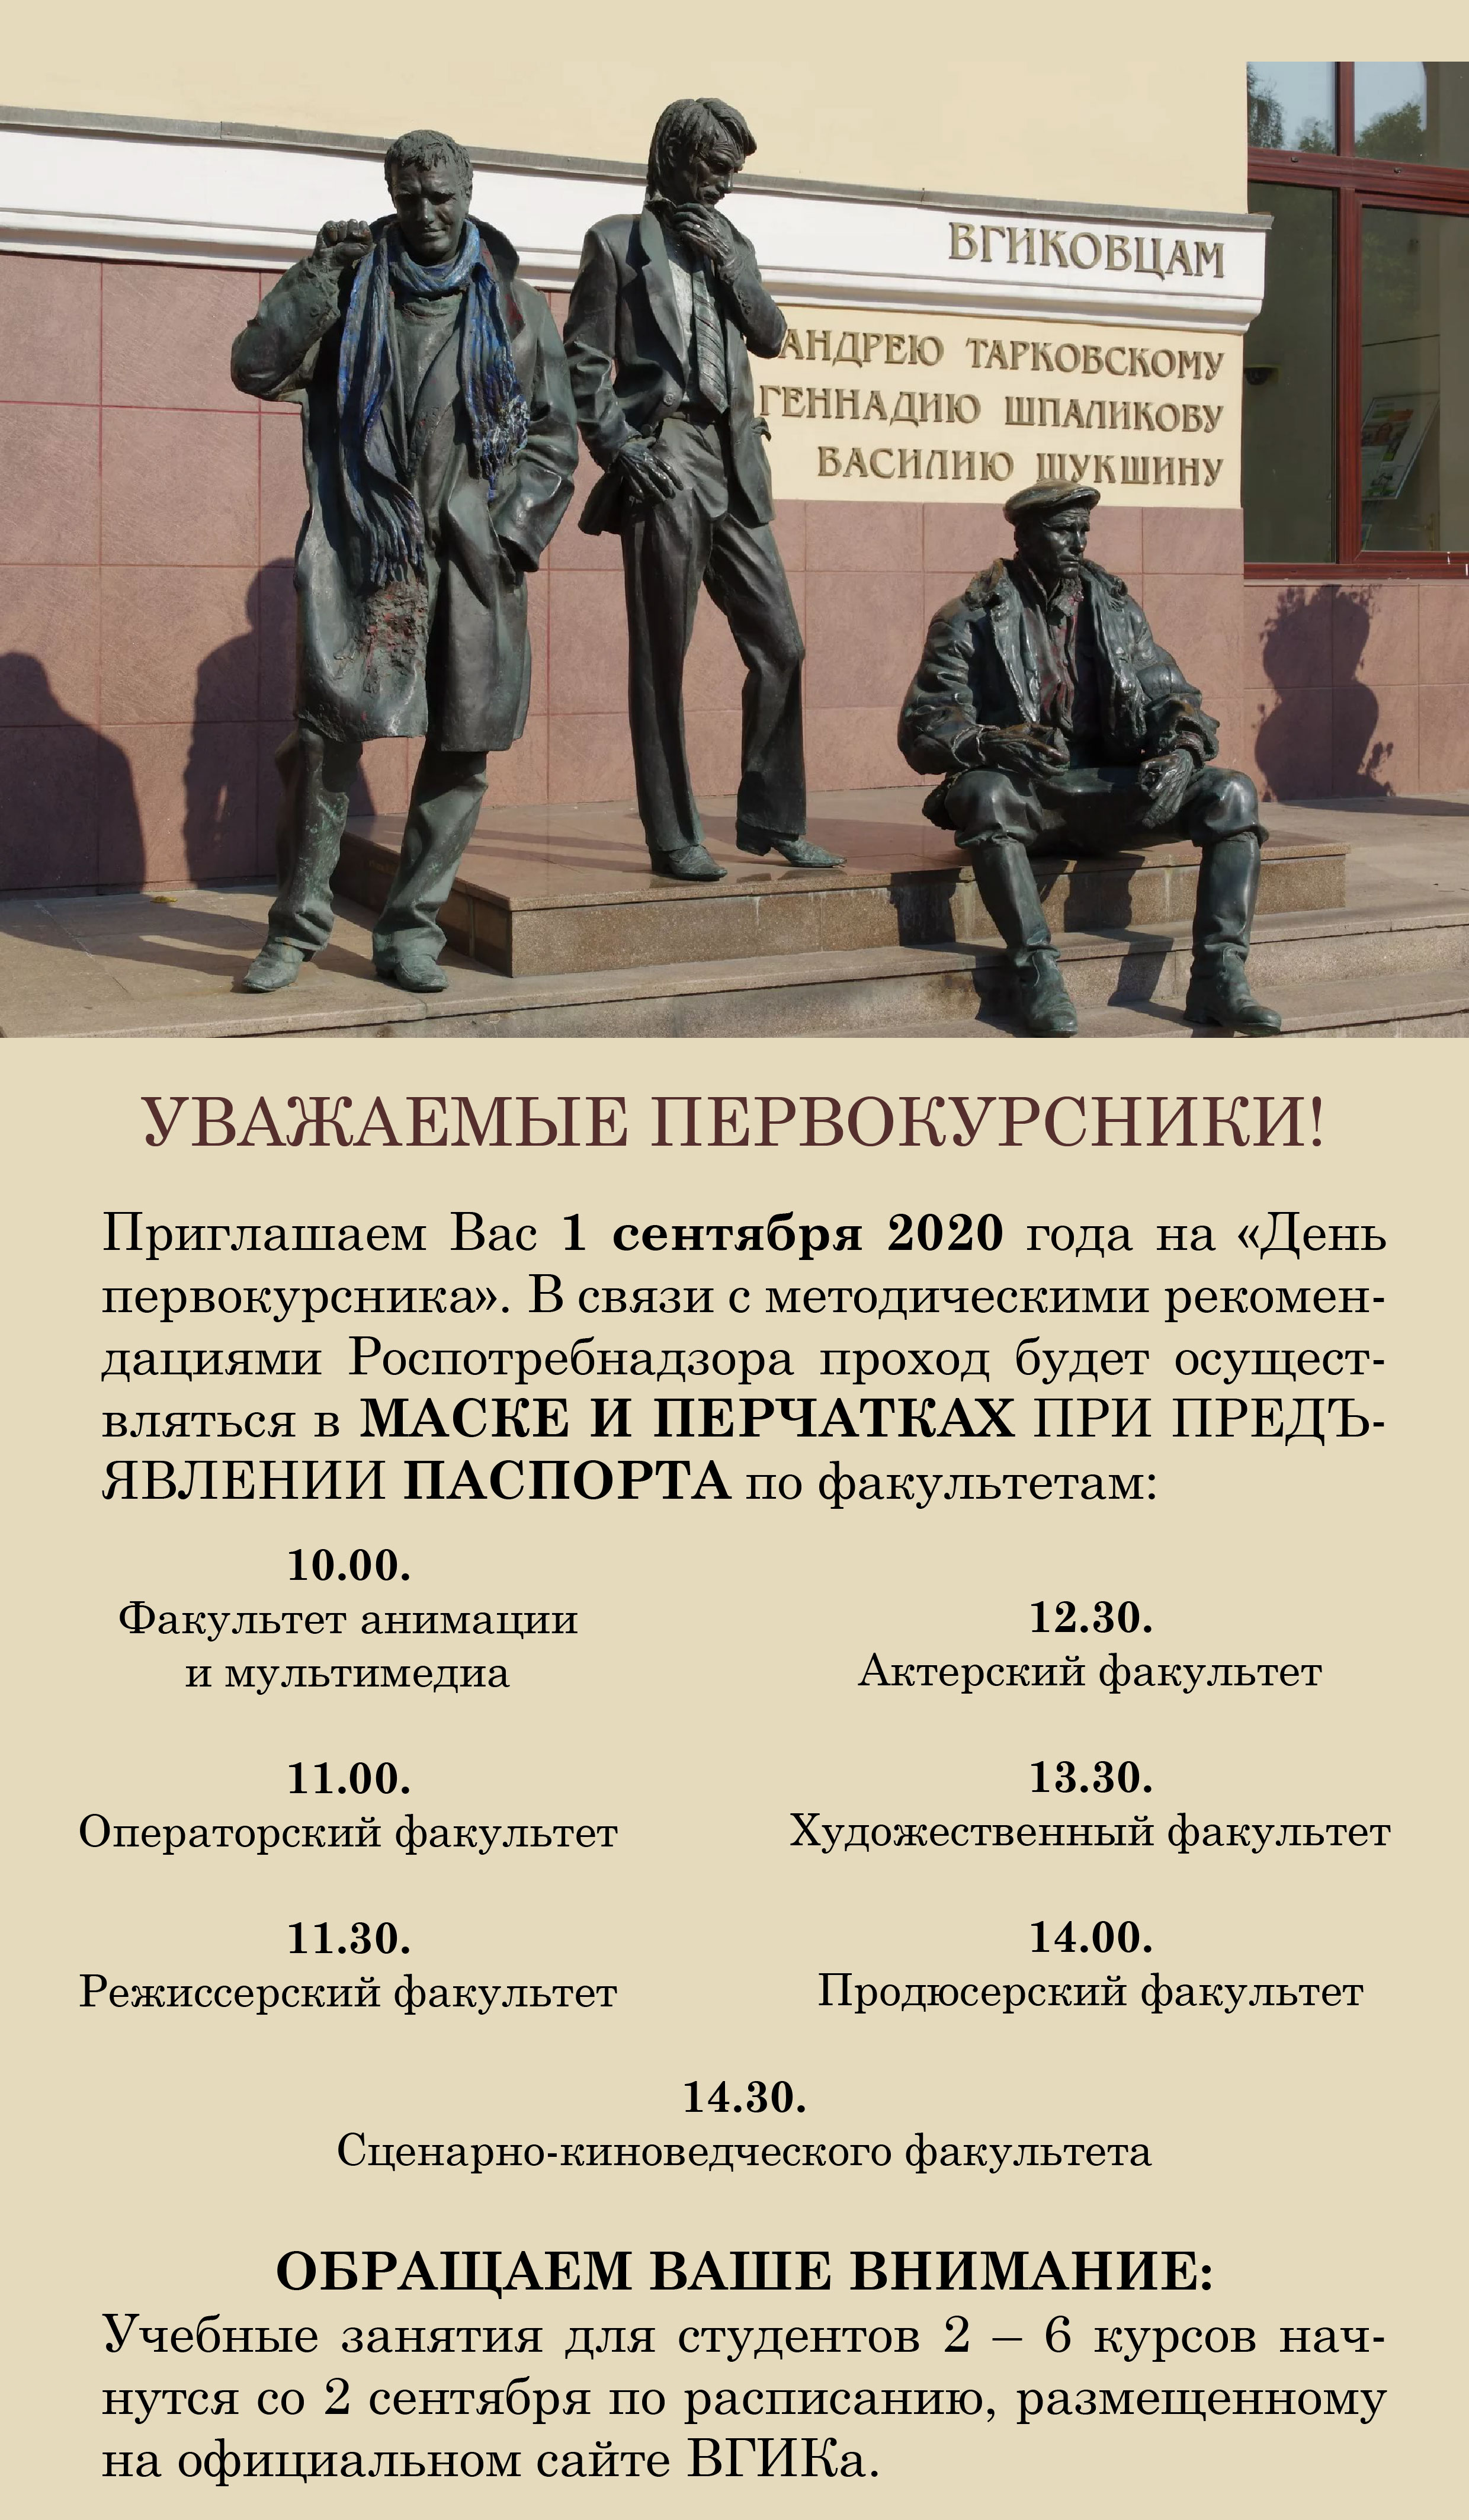 ВГИКОВЦАМ
АНДРЕЮ ТАРКОВСКОМУ
ГЕННАДИЮ ШПАЛИКОВУ
ВАСИЛИЮ ШУКШИНУ
УВАЖАЕМЫЕ ПЕРВОКУРСНИКИ!
Приглашаем Вас 1 сентября 2020 года на «День
первокурсника». В связи с методическими рекомен-
дациями Роспотребнадзора проход будет осущест-
вляться в МАСКЕ И ПЕРЧАТКАХ ПРИ ПРЕДЪ-
ЯВЛЕНИИ ПАСПОРТА по факультетам:
10.00.
Факультет анимации
и мультимедиа
11.00.
Операторский факультет
11.30.
Режиссерский факультет
12.30.
Актерский факультет
13.30.
Художественный факультет
14.00.
Продюсерский факультет
14.30.
Сценарно-киноведческого факультета
ОБРАЩАЕМ ВАШЕ ВНИМАНИЕ:
Учебные занятия для студентов 2 – 6 курсов нач-
нутся со 2 сентября по расписанию, размещенному
на официальном сайте ВГИКа.